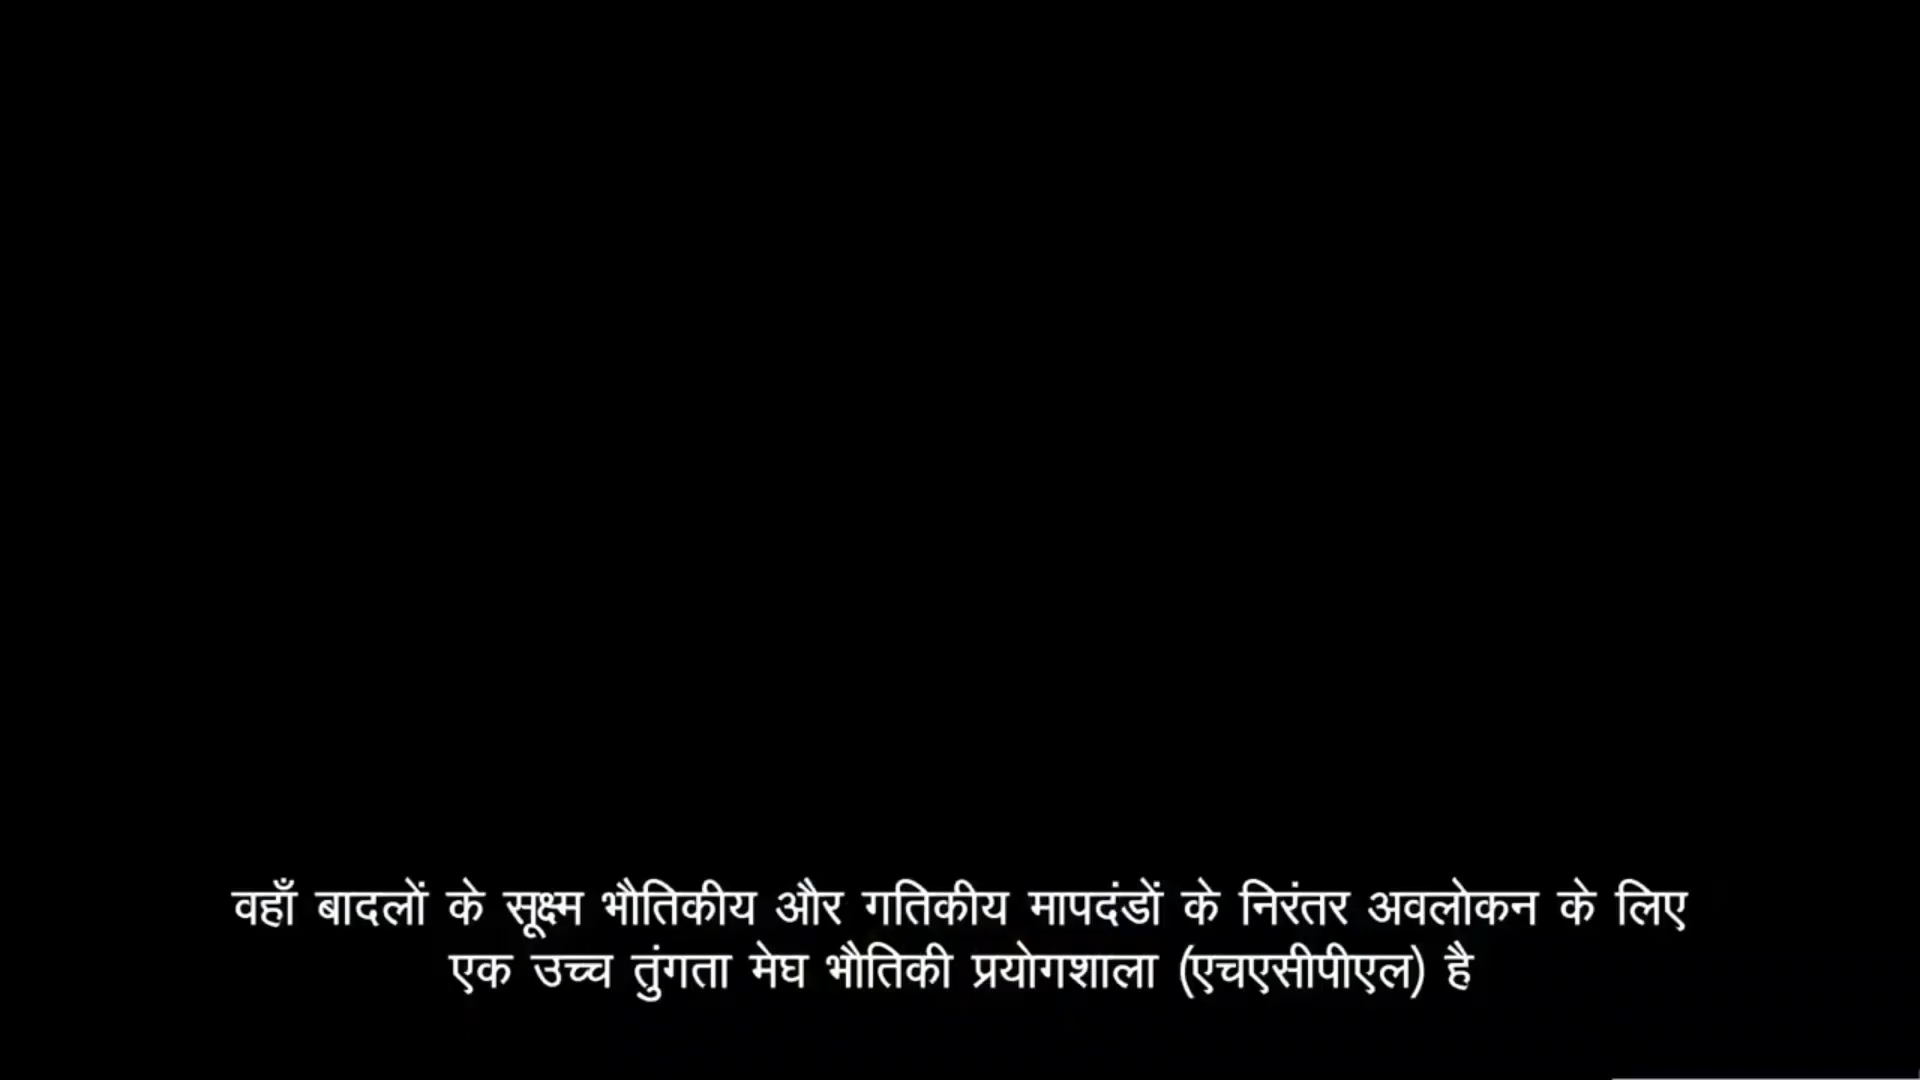 वहाँ बादलों के सूक्ष्म भौतिकीय और गतिकीय मापदंडों के निरंतर अवलोकन के लिए
एक उच्च तुंगता मेघ भौतिकी प्रयोगशाला (एचएसीपीएल) है